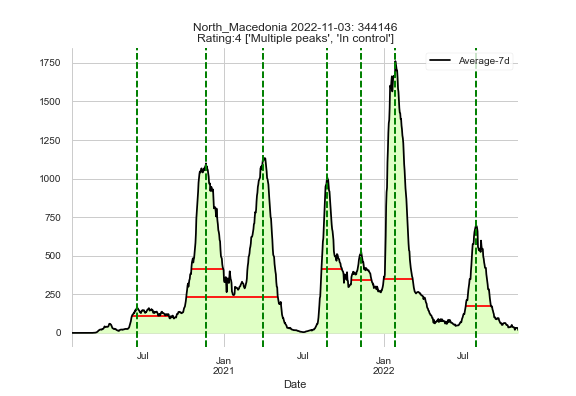 North_Macedonia 2022-11-03: 344146
Rating:4 ['Multiple peaks', 'In control']
Average-7d
1750
1500
1250
1000
750
500
250
0
Jul
Jan
2021
Jul
Jan
2022
Jul
Date